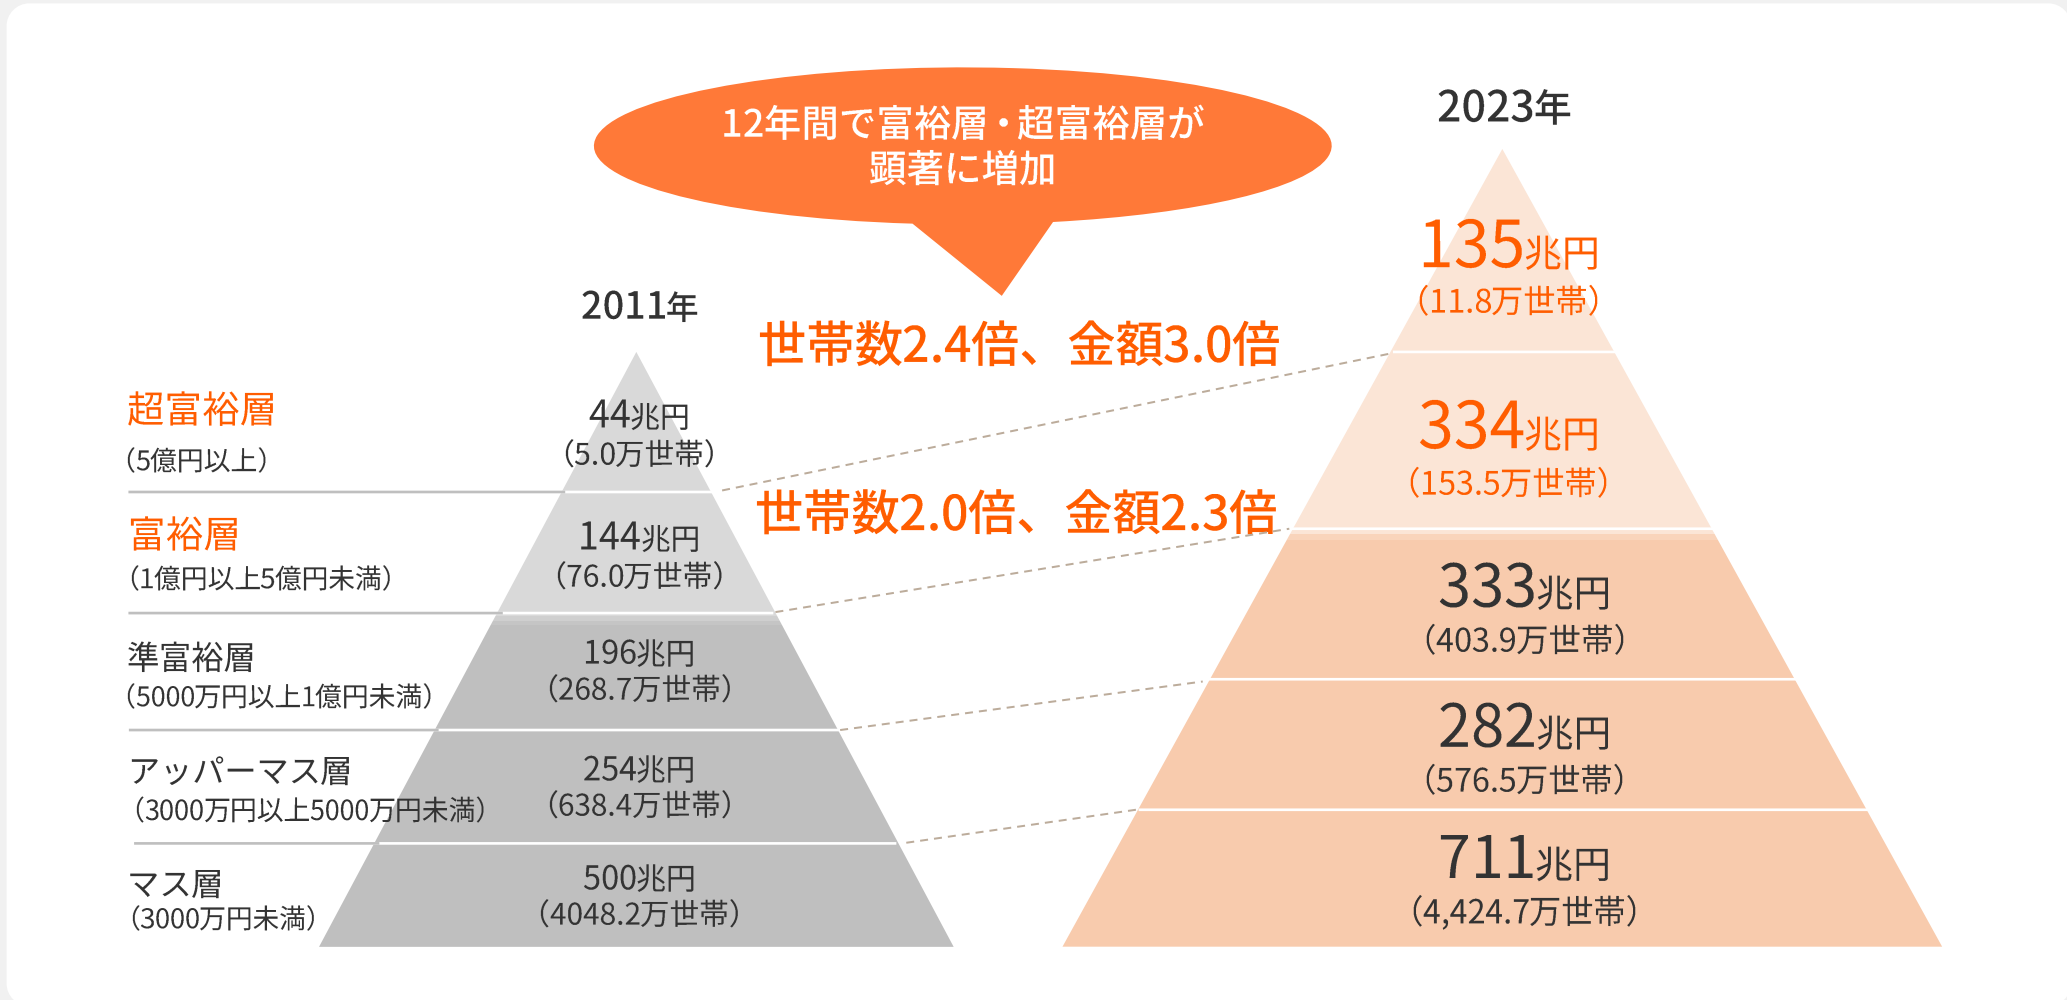 12年間で富裕層・超富裕層が
顕著に増加
2023年
2011年
世帯数2.4倍、金額3.0倍
世帯数2.0倍、金額2.3倍
超富裕層
（5億円以上）
富裕層
（1億円以上5億円未満）
準富裕層
（5000万円以上1億円未満）
アッパーマス層
（3000万円以上5000万円未満）
マス層
（3000万円未満）
44兆円
（5.0万世帯）
144兆円
（76.0万世帯）
196兆円
（268.7万世帯）
254兆円
（638.4万世帯）
500兆円
（4048.2万世帯）
135兆円
（11.8万世帯）
334兆円
（153.5万世帯）
333兆円
（403.9万世帯）
282兆円
（576.5万世帯）
711兆円
（4,424.7万世帯）